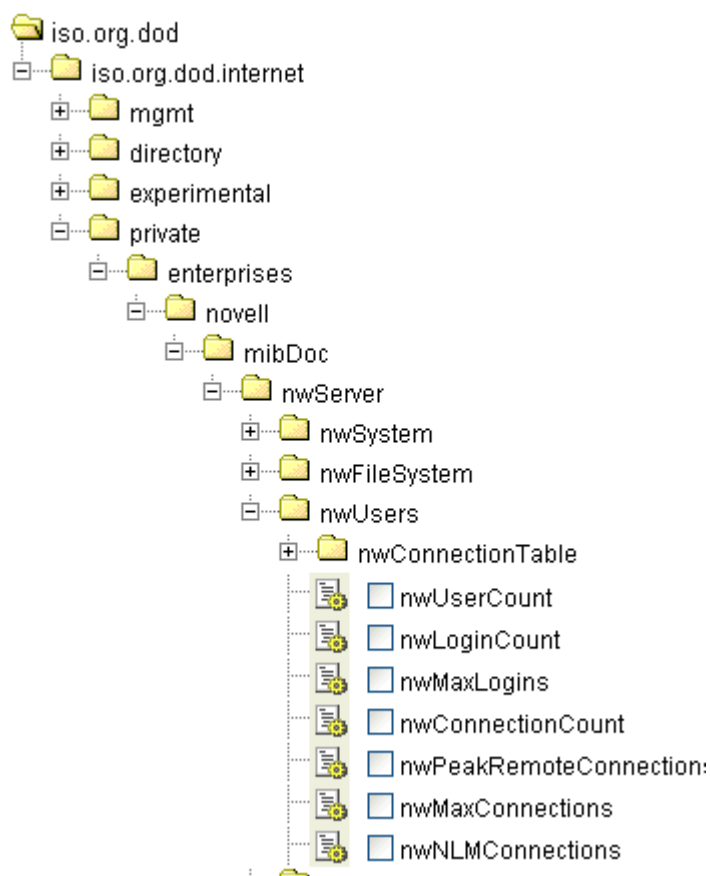 iso.org.dod
iso.org.dod.internet
mgmt
directory
experimental
private
enterprises
novell
mibDoc
nwServer
nwSystem
nwFileSystem
nwUsers
nwConnectionTable
nwUserCount
nwLoginCount
nwMaxLogins
nwConnectionCount
nwPeakRemoteConnections
nwMaxConnections
nwNLMConnections